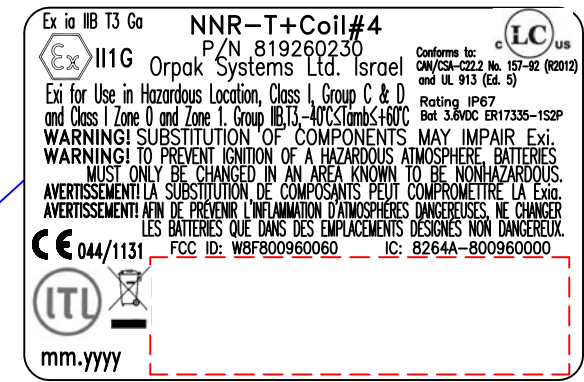 Ex ia IIB T3 Ga
NNR-T+Coil#4
P/N 819260230
Orpak Systems Ltd. Israel
Ex II1G
c LC us
Conforms to:
CAN/CSA-C22.2 No. 157-92 (R2012)
and UL 913 (Ed. 5)
Rating IP67
Bat 3.6VDC ER17335-1S2P
Exi for Use in Hazardous Location, Class I, Group C & D
and Class I Zone 0 and Zone 1. Group IIB,T3,-40°C≤Tamb≤+60°C
WARNING! SUBSTITUTION OF COMPONENTS MAY IMPAIR Exi.
WARNING! TO PREVENT IGNITION OF A HAZARDOUS ATMOSPHERE, BATTERIES
MUST ONLY BE CHANGED IN AN AREA KNOWN TO BE NONHAZARDOUS.
AVERTISSEMENT! LA SUBSTITUTION DE COMPOSANTS PEUT COMPROMETTRE LA Exia.
AVERTISSEMENT! AFIN DE PRÉVENIR L'INFLAMMATION D'ATMOSPHÈRES DANGEREUSES, NE CHANGER
LES BATTERIES QUE DANS DES EMPLACEMENTS DÉSIGNÉS NON DANGEREUX.
CE 044/1131
FCC ID: W8F800960060
IC: 8264A-800960000
ITL
mm.yyyy